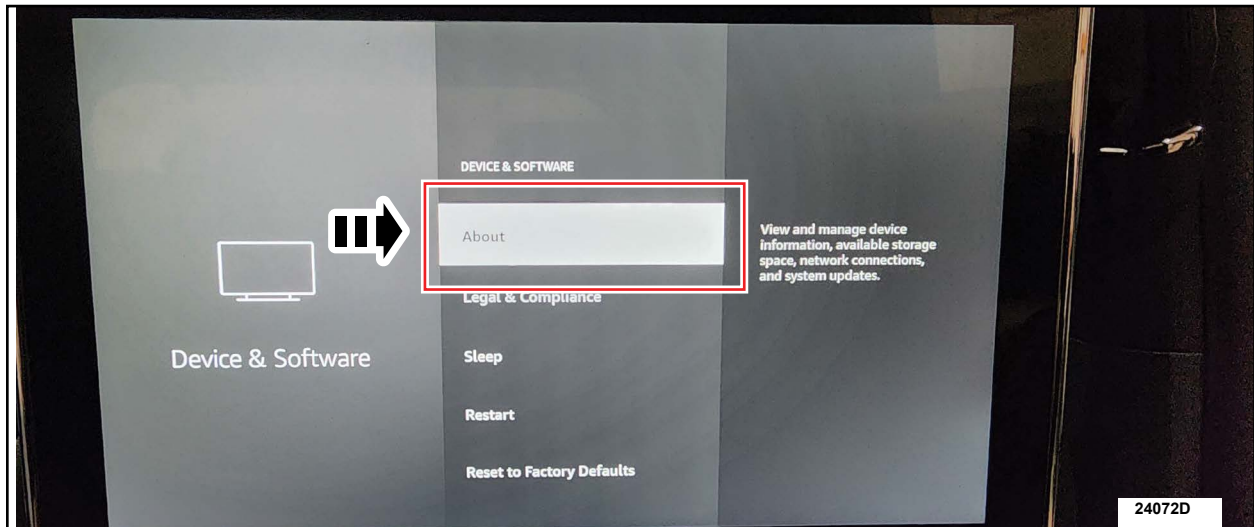 DEVICE & SOFTWARE
About
View and manage device
information, available storage
space, network connections,
and system updates.
Legal & Compliance
Device & Software
Sleep
Restart
Reset to Factory Defaults
24072D